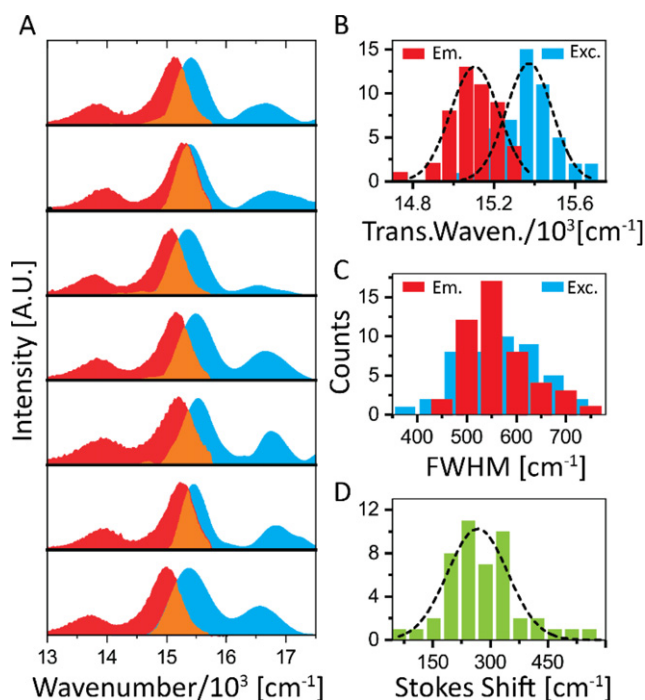 A
Intensity [A.U.]
13 14 15 16 17
Wavenumber/10³ [cm⁻¹]
B
Em. Exc.
15
10
5
0
14.8 15.2 15.6
Trans.Waven./10³[cm⁻¹]
C
Em. Exc.
15
10
5
0
Counts
400 500 600 700
FWHM [cm⁻¹]
D
12
8
4
0
150 300 450
Stokes Shift [cm⁻¹]